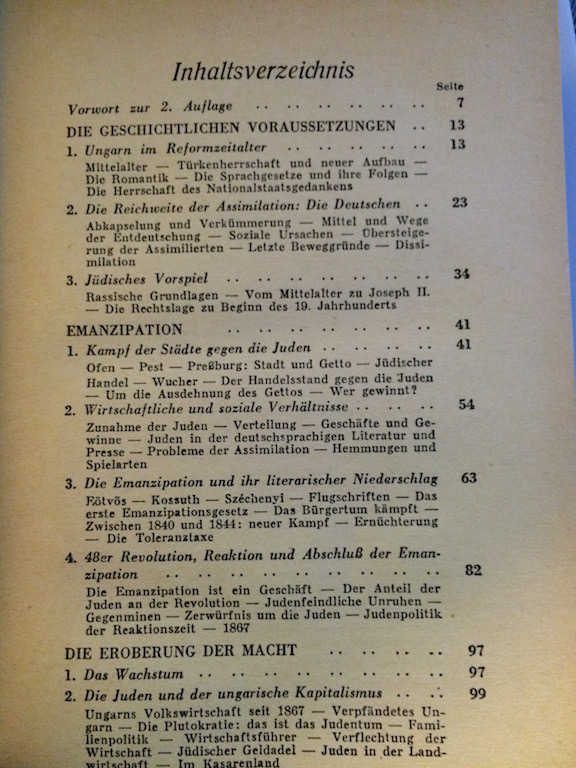 Inhaltsverzeichnis
Seite
Vorwort zur 2. Auflage .. .. .. .. .. .. 7
DIE GESCHICHTLICHEN VORAUSSETZUNGEN .. 13
1. Ungarn im Reformzeitalter .. .. .. .. .. 13
Mittelalter — Türkenherrschaft und neuer Aufbau —
Die Romantik — Die Sprachgesetze und ihre Folgen —
Die Herrschaft des Nationalstaatsgedankens
2. Die Reichweite der Assimilation: Die Deutschen .. 23
Abkapselung und Verkümmerung — Mittel und Wege
der Entdeutschung — Soziale Ursachen — Übersteige-
rung der Assimilierten — Letzte Beweggründe — Dissi-
milation
3. Jüdisches Vorspiel .. .. .. .. .. .. .. 34
Rassische Grundlagen — Vom Mittelalter zu Joseph II.
— Die Rechtslage zu Beginn des 19. Jahrhunderts
EMANZIPATION .. .. .. .. .. .. .. 41
1. Kampf der Städte gegen die Juden .. .. .. .. 41
Ofen — Pest — Preßburg: Stadt und Getto — Jüdischer
Handel — Wucher — Der Handelsstand gegen die Juden
— Um die Ausdehnung des Gettos — Wer gewinnt?
2. Wirtschaftliche und soziale Verhältnisse .. .. .. .. 54
Zunahme der Juden — Verteilung — Geschäfte und Ge-
winne — Juden in der deutschsprachigen Literatur und
Presse — Probleme der Assimilation — Hemmungen und
Spielarten
3. Die Emanzipation und ihr literarischer Niederschlag 63
Eötvös — Kossuth — Széchenyi — Flugschriften — Das
erste Emanzipationsgesetz — Das Bürgertum kämpft —
Zwischen 1840 und 1844: neuer Kampf — Ernüchterung
— Die Toleranztaxe
4. 48er Revolution, Reaktion und Abschluß der Eman-
zipation .. .. .. .. .. .. .. .. .. 82
Die Emanzipation ist ein Geschäft — Der Anteil der
Juden an der Revolution — Judenfeindliche Unruhen —
Gegenminen — Zerwürfnis um die Juden — Judenpolitik
der Reaktionszeit — 1867
DIE EROBERUNG DER MACHT .. .. .. .. 97
1. Das Wachstum .. .. .. .. .. .. .. .. 97
2. Die Juden und der ungarische Kapitalismus .. .. 99
Ungarns Volkswirtschaft seit 1867 — Verpfändetes Un-
garn — Die Plutokratie: das ist das Judentum — Fami-
lienpolitik — Wirtschaftsführer — Verflechtung der
Wirtschaft — Jüdischer Geldadel — Juden in der Land-
wirtschaft — Im Kasarenland